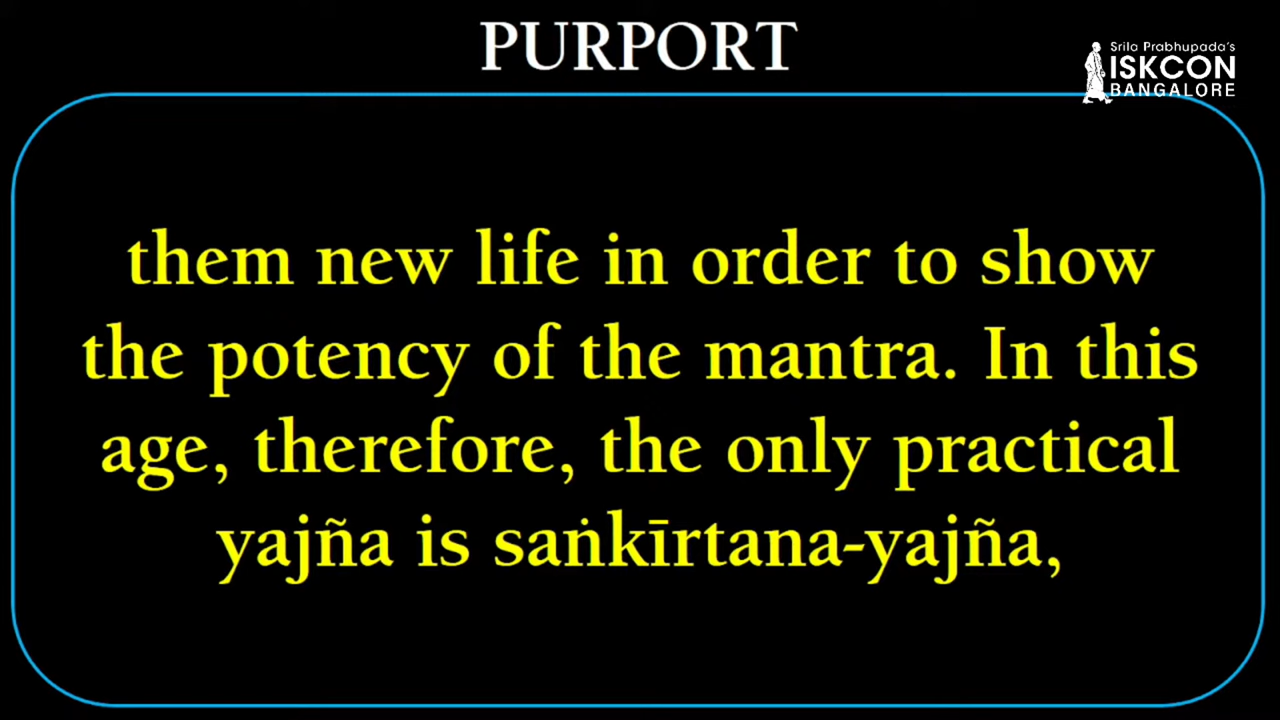 PURPORT
Srila Prabhupada's
ISKCON
BANGALORE
them new life in order to show
the potency of the mantra. In this
age, therefore, the only practical
yajña is saṅkīrtana-yajña,